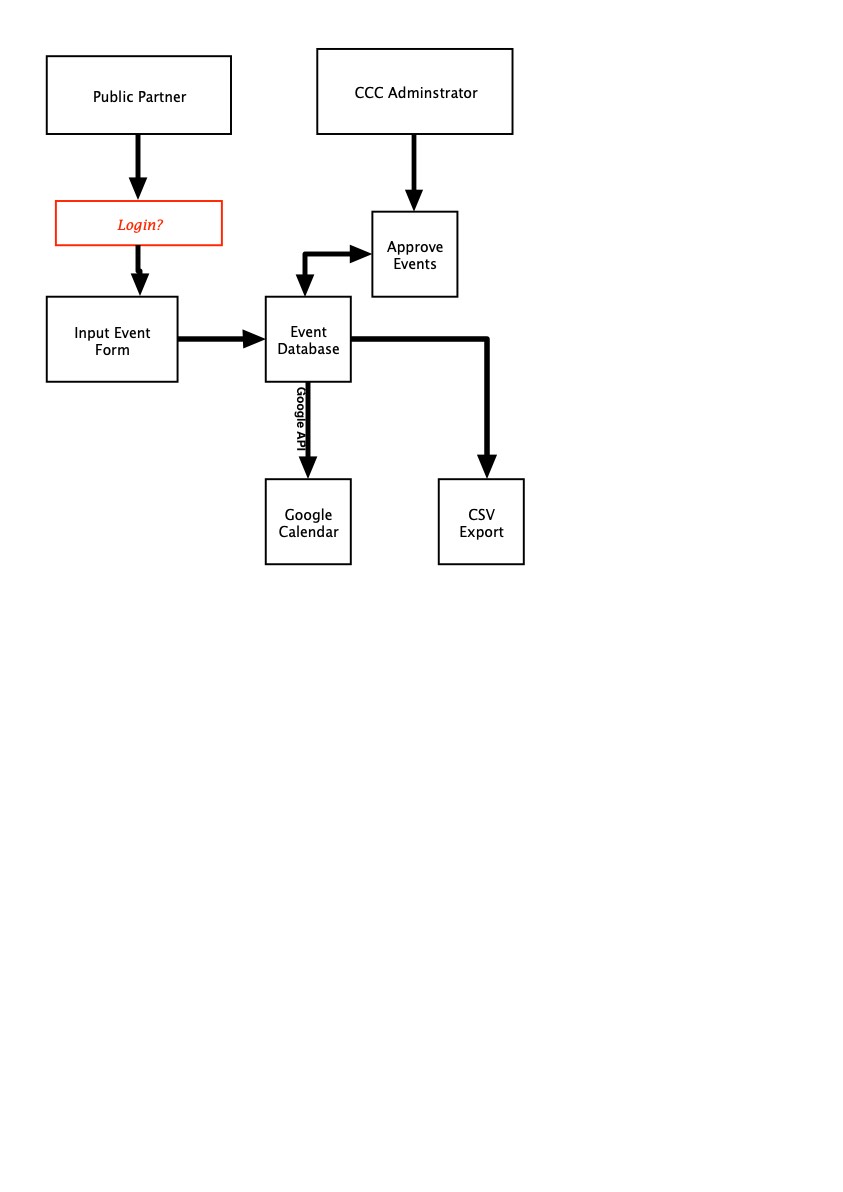 Public Partner
CCC Adminstrator
Login?
Approve
Events
Input Event
Form
Event
Database
Google API
Google
Calendar
CSV
Export